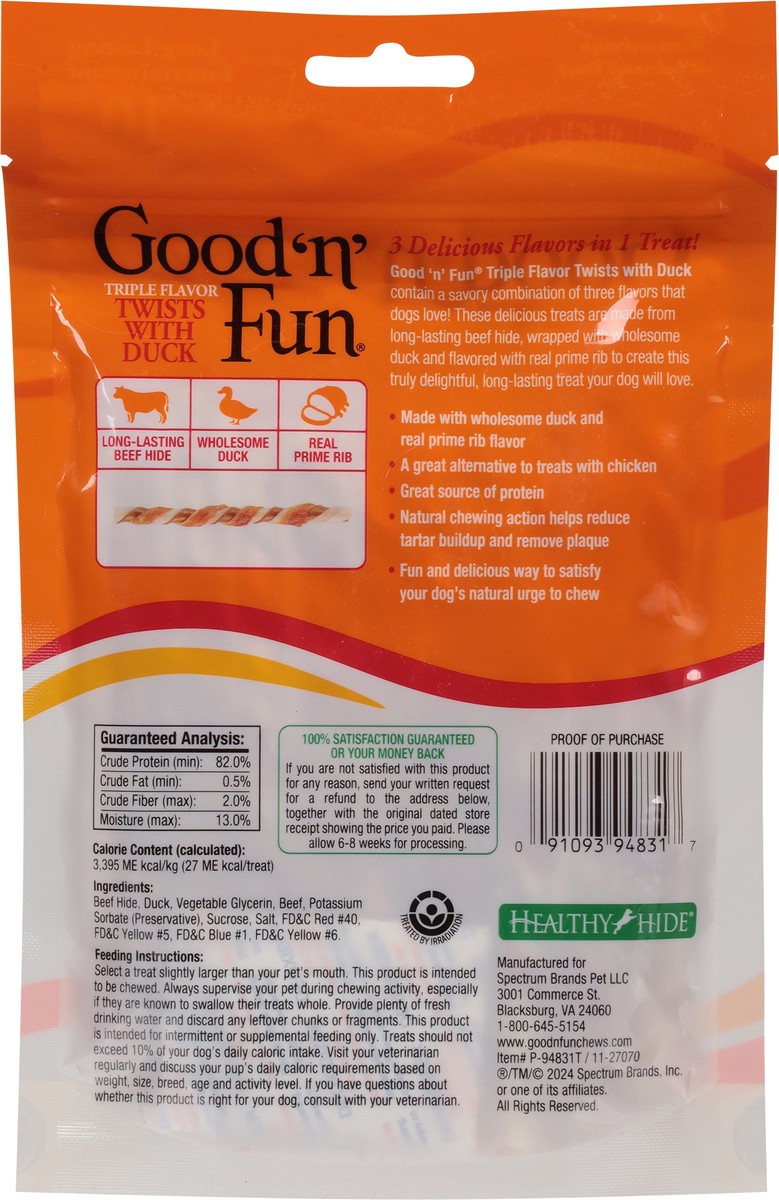 Good 'n' Fun®
TRIPLE FLAVOR
TWISTS
WITH
DUCK
LONG-LASTING
BEEF HIDE
WHOLESOME
DUCK
REAL
PRIME RIB
3 Delicious Flavors in 1 Treat!
Good 'n' Fun® Triple Flavor Twists with Duck
contain a savory combination of three flavors that
dogs love! These delicious treats are made from
long-lasting beef hide, wrapped with wholesome
duck and flavored with real prime rib to create this
truly delightful, long-lasting treat your dog will love.
• Made with wholesome duck and
real prime rib flavor
• A great alternative to treats with chicken
• Great source of protein
• Natural chewing action helps reduce
tartar buildup and remove plaque
• Fun and delicious way to satisfy
your dog's natural urge to chew
Guaranteed Analysis:
Crude Protein (min): 82.0%
Crude Fat (min): 0.5%
Crude Fiber (max): 2.0%
Moisture (max): 13.0%
Calorie Content (calculated):
3,395 ME kcal/kg (27 ME kcal/treat)
Ingredients:
Beef Hide, Duck, Vegetable Glycerin, Beef, Potassium
Sorbate (Preservative), Sucrose, Salt, FD&C Red #40,
FD&C Yellow #5, FD&C Blue #1, FD&C Yellow #6.
Feeding Instructions:
Select a treat slightly larger than your pet's mouth. This product is intended
to be chewed. Always supervise your pet during chewing activity, especially
if they are known to swallow their treats whole. Provide plenty of fresh
drinking water and discard any leftover chunks or fragments. This product
is intended for intermittent or supplemental feeding only. Treats should not
exceed 10% of your dog's daily caloric intake. Visit your veterinarian
regularly and discuss your pup's daily caloric requirements based on
weight, size, breed, age and activity level. If you have questions about
whether this product is right for your dog, consult with your veterinarian.
100% SATISFACTION GUARANTEED
OR YOUR MONEY BACK
If you are not satisfied with this product
for any reason, send your written request
for a refund to the address below,
together with the original dated store
receipt showing the price you paid. Please
allow 6-8 weeks for processing.
TREATED BY IRRADIATION
PROOF OF PURCHASE
0 91093 94831 7
HEALTHY HIDE®
Manufactured for
Spectrum Brands Pet LLC
3001 Commerce St.
Blacksburg, VA 24060
1-800-645-5154
www.goodnfunchews.com
Item# P-94831T / 11-27070
®/TM/© 2024 Spectrum Brands, Inc.
or one of its affiliates.
All Rights Reserved.